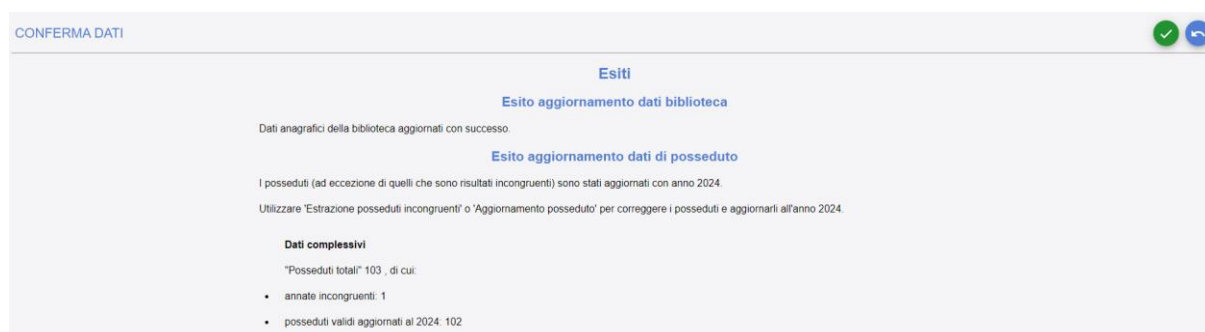 CONFERMA DATI
Esiti
Esito aggiornamento dati biblioteca
Dati anagrafici della biblioteca aggiornati con successo.
Esito aggiornamento dati di posseduto
I posseduti (ad eccezione di quelli che sono risultati incongruenti) sono stati aggiornati con anno 2024.
Utilizzare 'Estrazione posseduti incongruenti' o 'Aggiornamento posseduto' per correggere i posseduti e aggiornarli all'anno 2024.
Dati complessivi
"Posseduti totali" 103 , di cui:
• annate incongruenti: 1
• posseduti validi aggiornati al 2024: 102